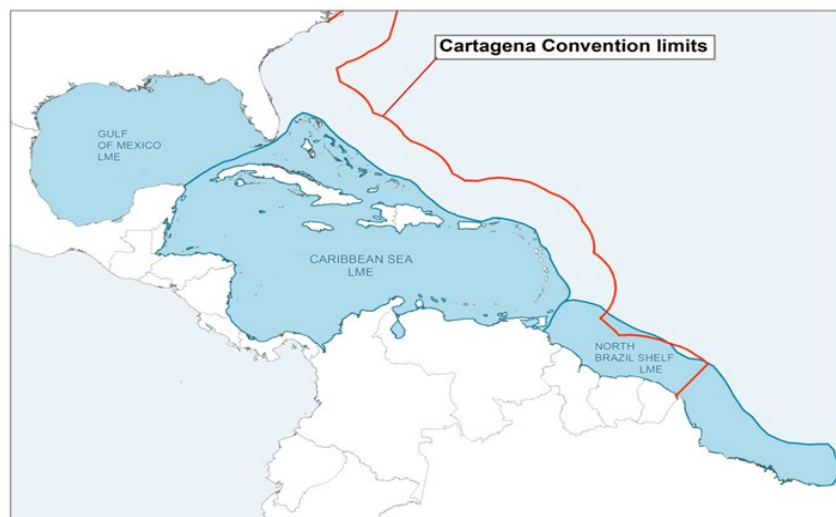 Cartagena Convention limits
GULF
OF MEXICO
LME
CARIBBEAN SEA
LME
NORTH
BRAZIL SHELF
LME